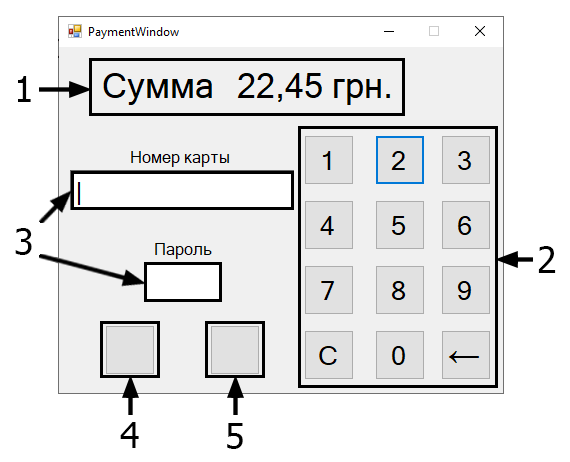 PaymentWindow
1
Сумма 22,45 грн.
Номер карты
3
Пароль
1 2 3
4 5 6
7 8 9
C 0 ←
2
4 5